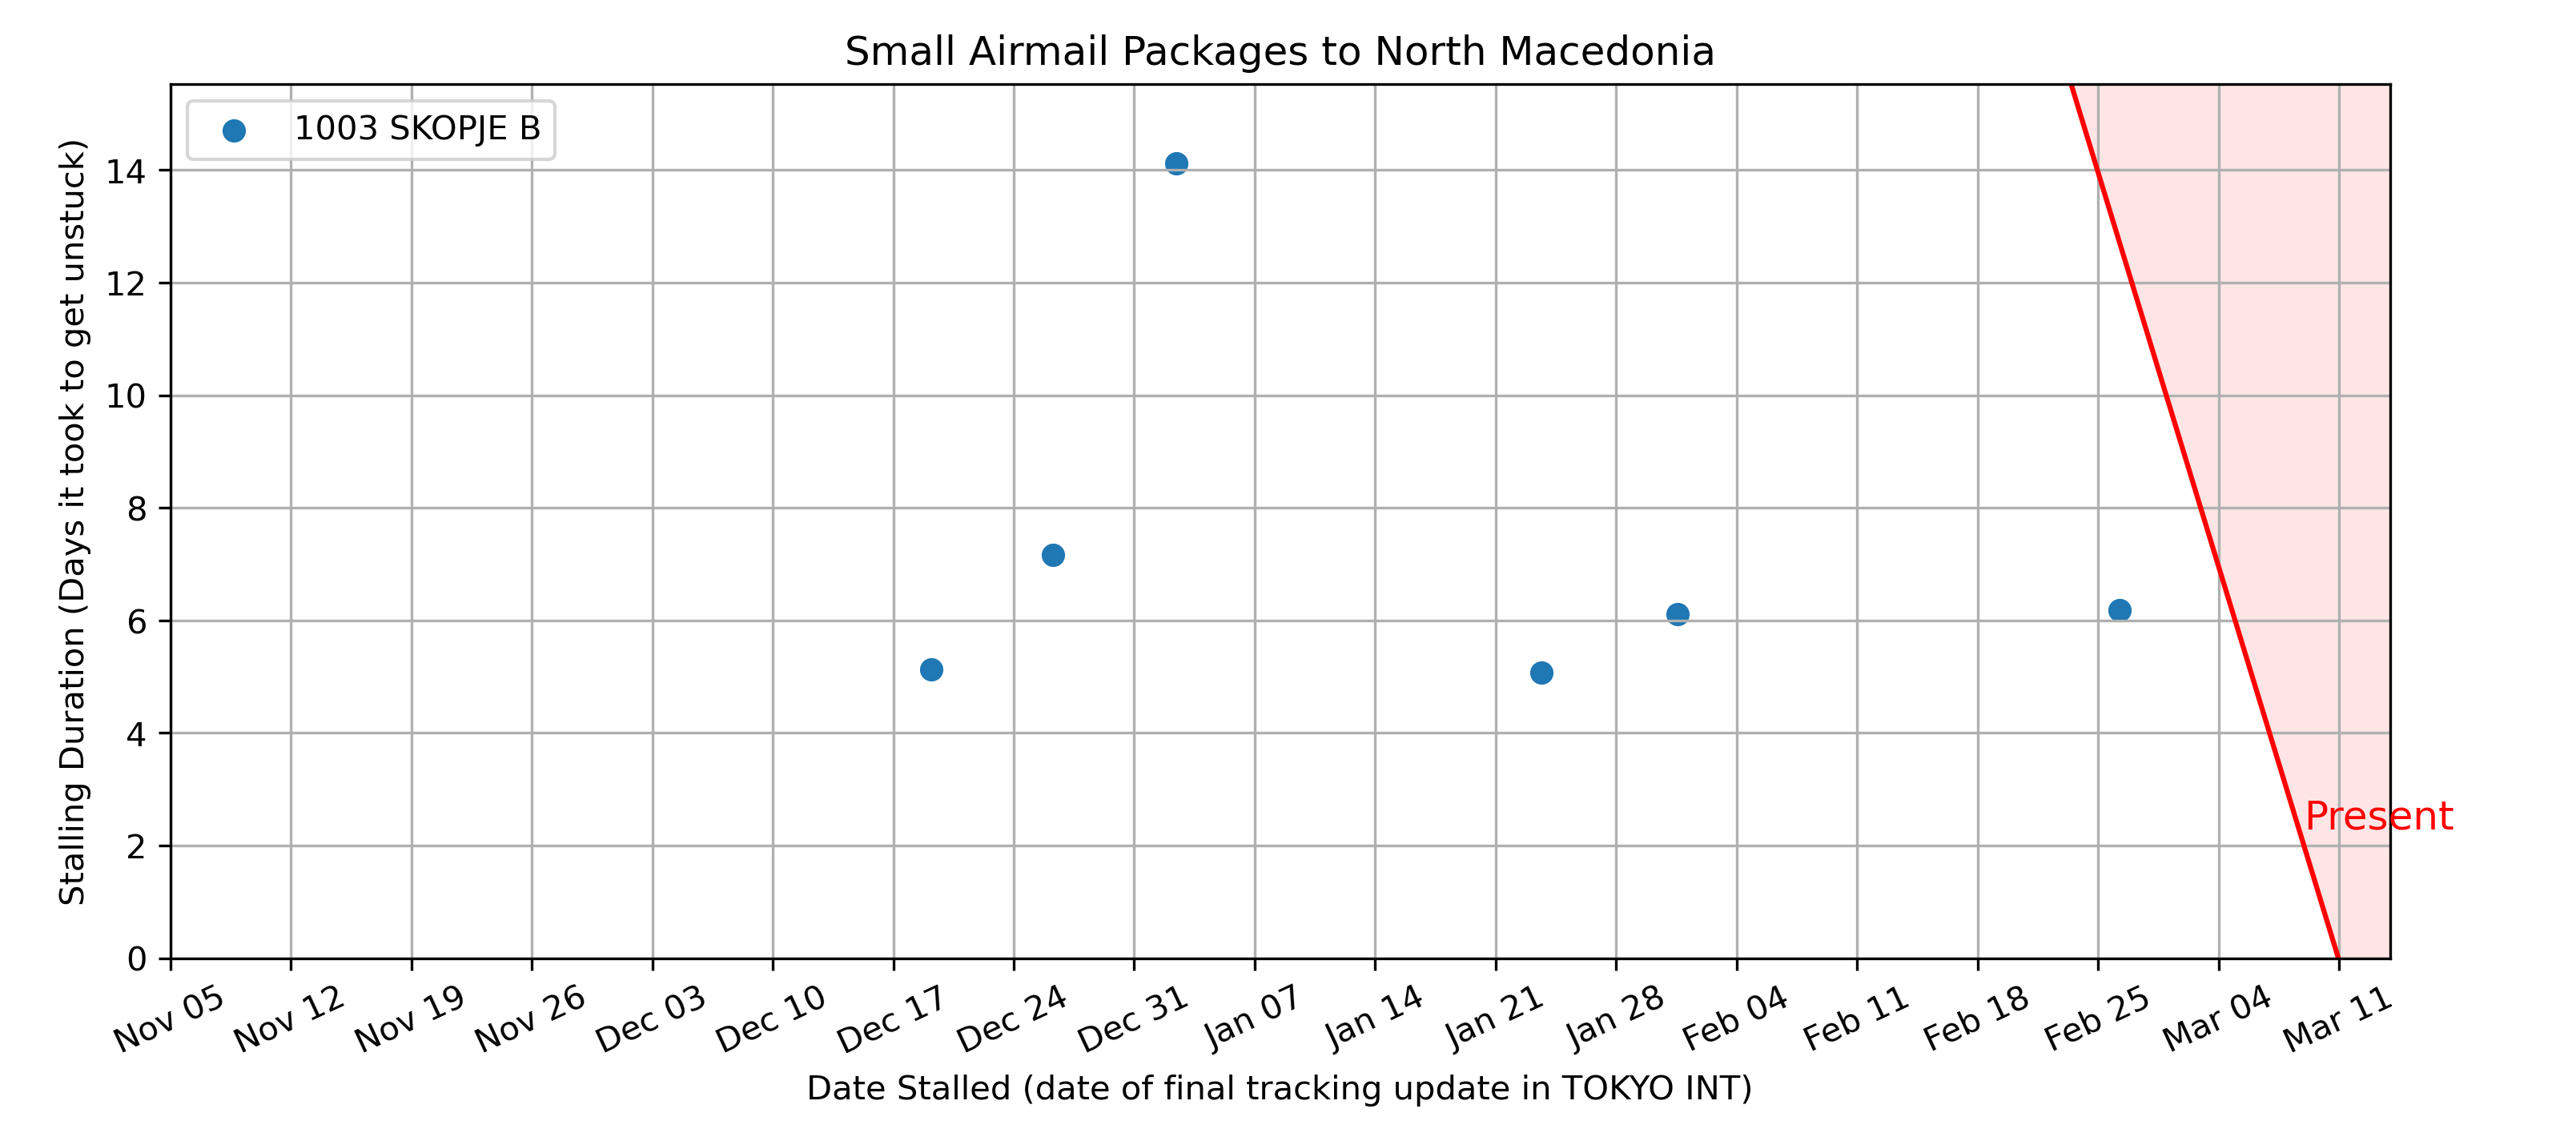 Small Airmail Packages to North Macedonia
1003 SKOPJE B
Stalling Duration (Days it took to get unstuck)
14
12
10
8
6
4
2
0
Present
Nov 05 Nov 12 Nov 19 Nov 26 Dec 03 Dec 10 Dec 17 Dec 24 Dec 31 Jan 07 Jan 14 Jan 21 Jan 28 Feb 04 Feb 11 Feb 18 Feb 25 Mar 04 Mar 11
Date Stalled (date of final tracking update in TOKYO INT)